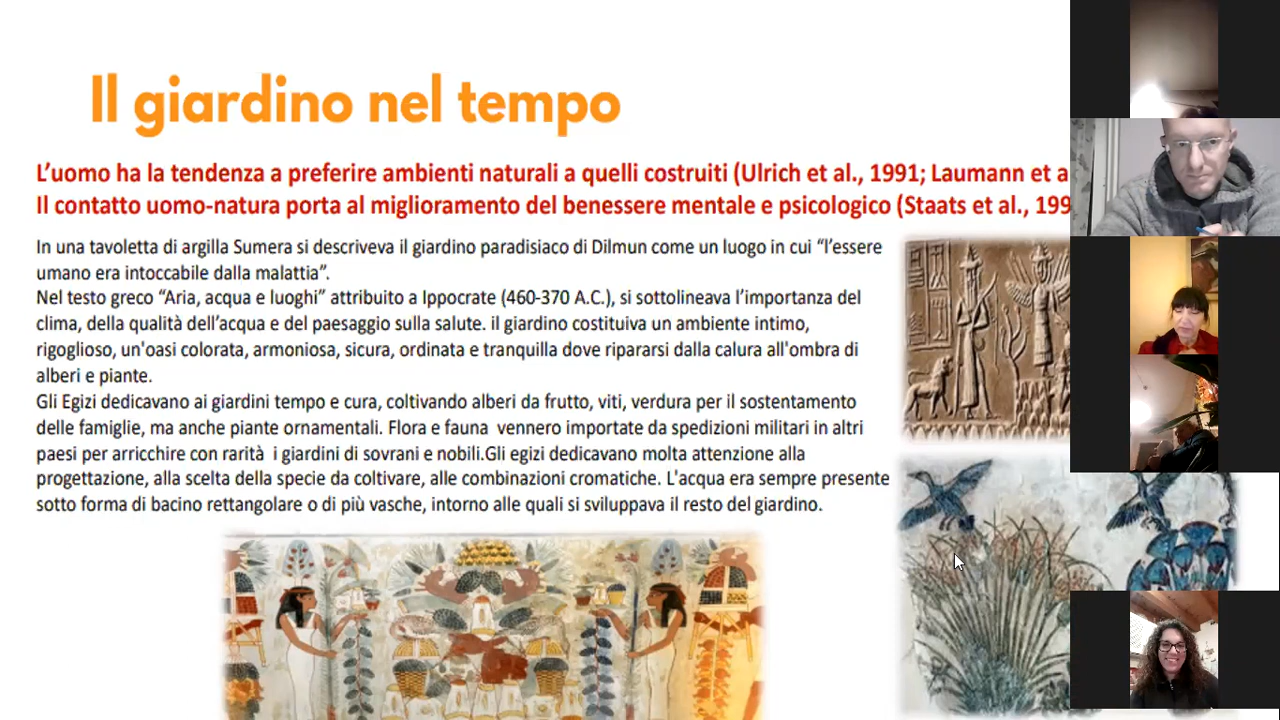 Il giardino nel tempo
L’uomo ha la tendenza a preferire ambienti naturali a quelli costruiti (Ulrich et al., 1991; Laumann et a
Il contatto uomo-natura porta al miglioramento del benessere mentale e psicologico (Staats et al., 199
In una tavoletta di argilla Sumera si descriveva il giardino paradisiaco di Dilmun come un luogo in cui “l’essere
umano era intoccabile dalla malattia”.
Nel testo greco “Aria, acqua e luoghi” attribuito a Ippocrate (460-370 A.C.), si sottolineava l’importanza del
clima, della qualità dell’acqua e del paesaggio sulla salute. il giardino costituiva un ambiente intimo,
rigoglioso, un'oasi colorata, armoniosa, sicura, ordinata e tranquilla dove ripararsi dalla calura all'ombra di
alberi e piante.
Gli Egizi dedicavano ai giardini tempo e cura, coltivando alberi da frutto, viti, verdura per il sostentamento
delle famiglie, ma anche piante ornamentali. Flora e fauna vennero importate da spedizioni militari in altri
paesi per arricchire con rarità i giardini di sovrani e nobili.Gli egizi dedicavano molta attenzione alla
progettazione, alla scelta della specie da coltivare, alle combinazioni cromatiche. L'acqua era sempre presente
sotto forma di bacino rettangolare o di più vasche, intorno alle quali si sviluppava il resto del giardino.